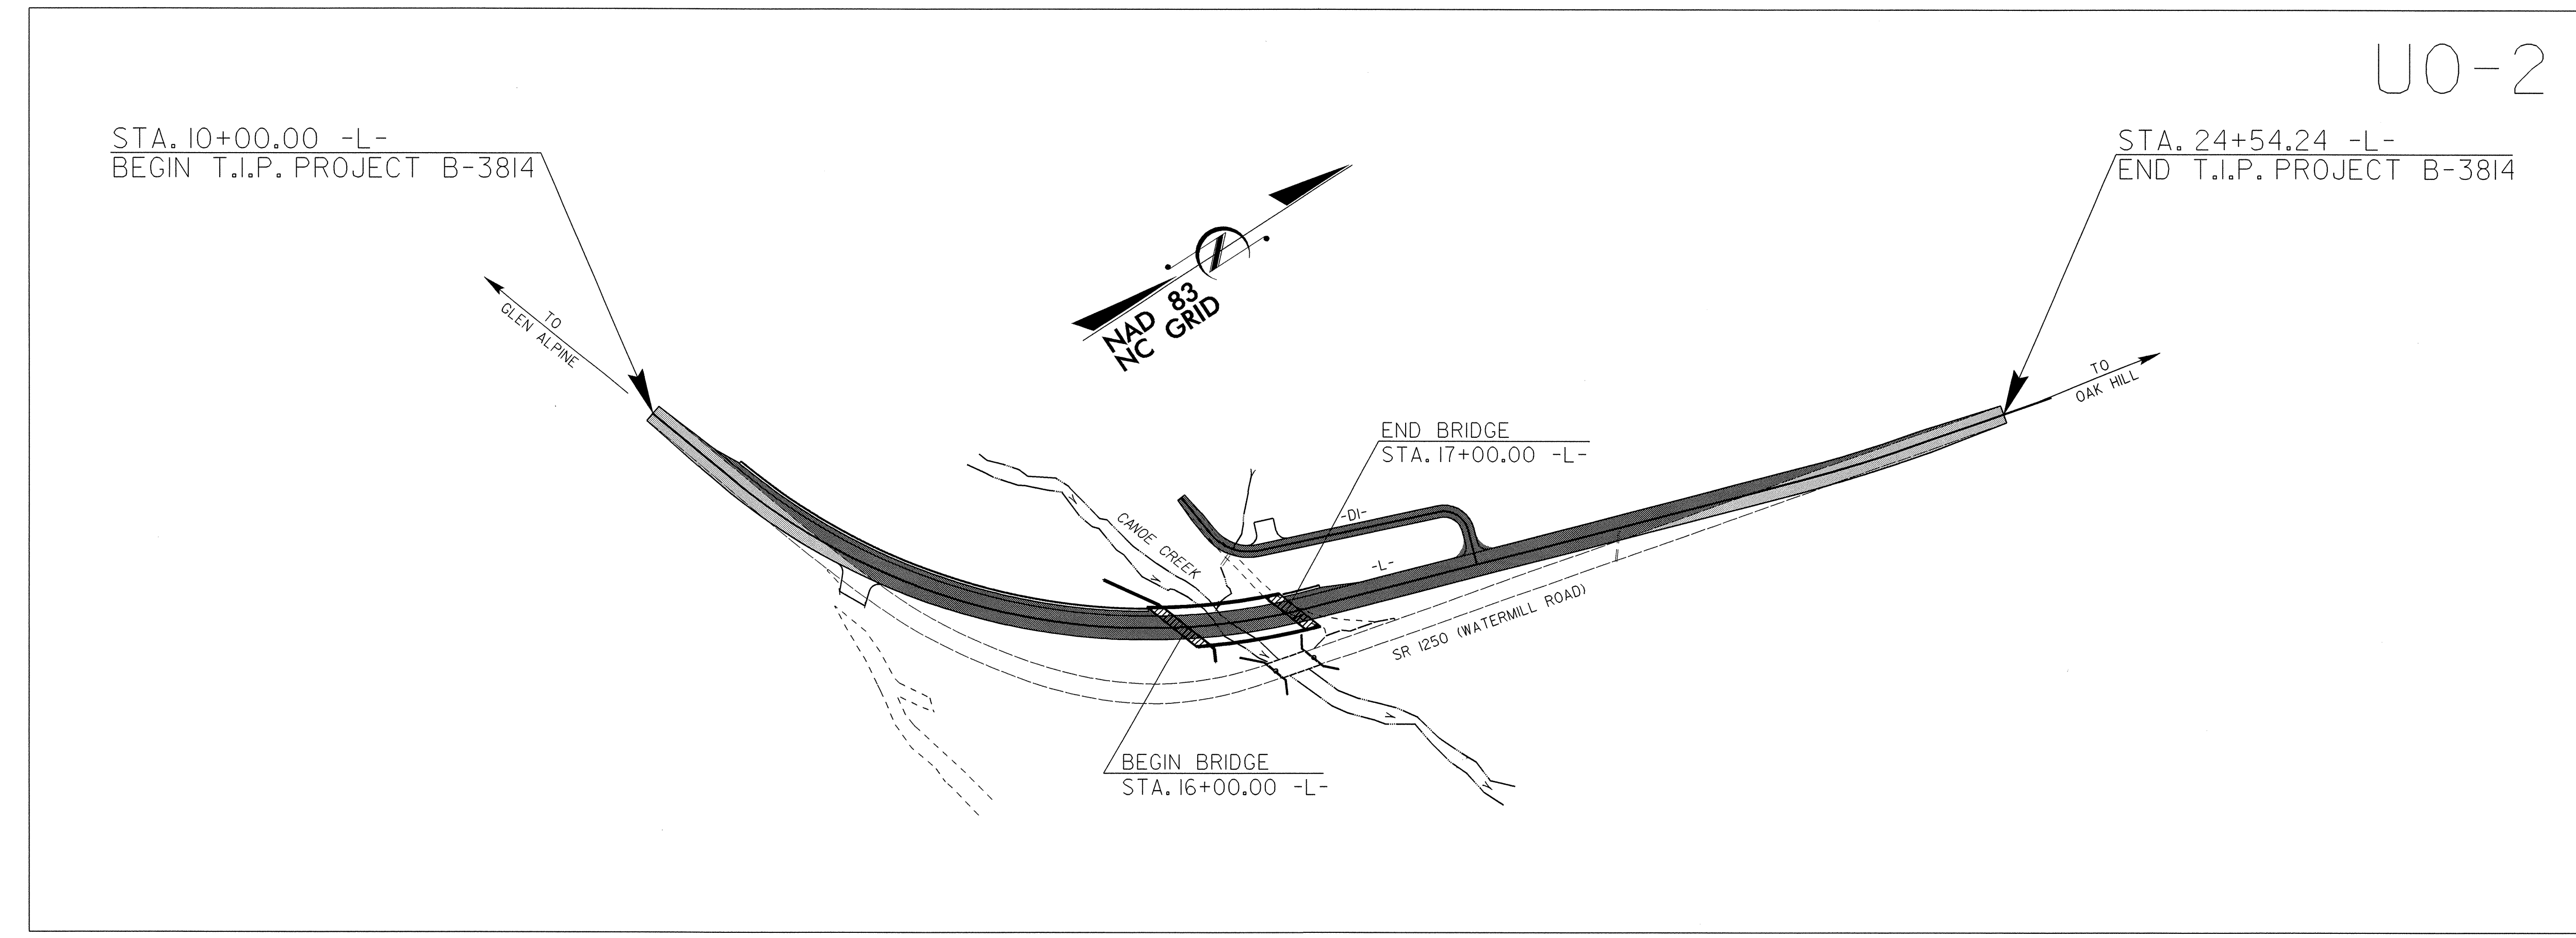 UO-2
STA. 10+00.00 -L-
BEGIN T.I.P. PROJECT B-3814
STA. 24+54.24 -L-
END T.I.P. PROJECT B-3814
TO
GLEN ALPINE
NAD 83
NC GRID
TO
OAK HILL
END BRIDGE
STA. 17+00.00 -L-
CANOE CREEK
-D1-
-L-
SR 1250 (WATERMILL ROAD)
BEGIN BRIDGE
STA. 16+00.00 -L-